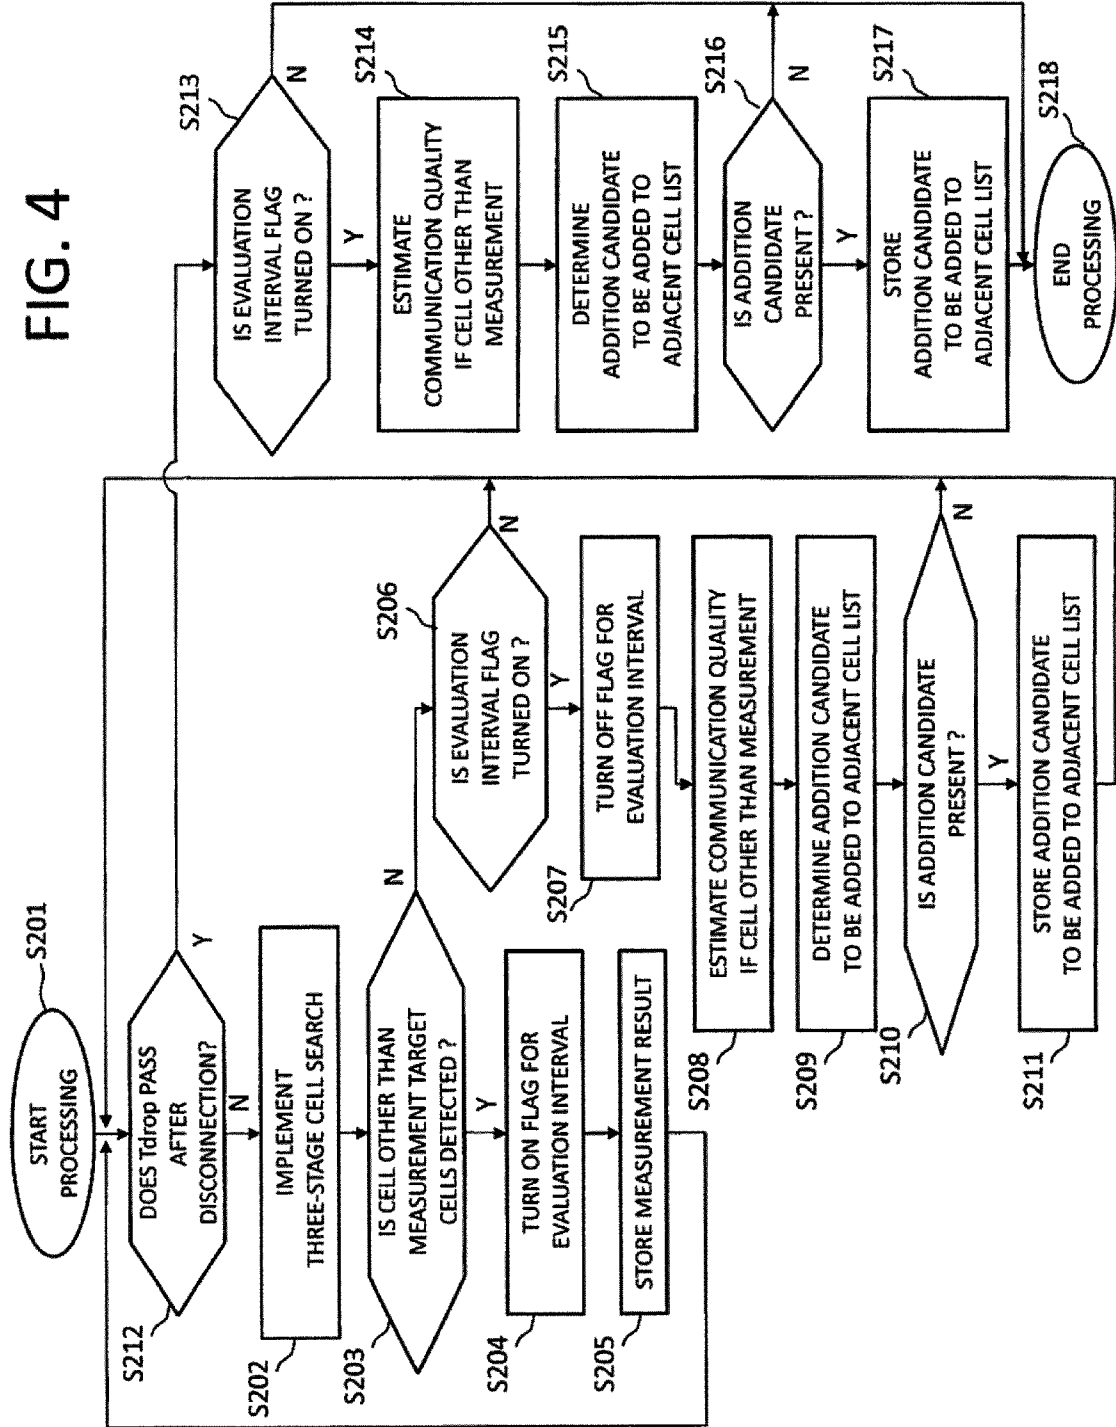 FIG. 4
START
PROCESSING
S201
DOES Tdrop PASS
AFTER
DISCONNECTION?
S212
Y
N
IMPLEMENT
THREE-STAGE CELL SEARCH
S202
IS CELL OTHER THAN
MEASUREMENT TARGET
CELLS DETECTED ?
S203
N
Y
TURN ON FLAG FOR
EVALUATION INTERVAL
S204
STORE MEASUREMENT RESULT
S205
IS EVALUATION
INTERVAL FLAG
TURNED ON ?
S206
N
Y
TURN OFF FLAG FOR
EVALUATION INTERVAL
S207
ESTIMATE COMMUNICATION QUALITY
IF CELL OTHER THAN MEASUREMENT
S208
DETERMINE ADDITION CANDIDATE
TO BE ADDED TO ADJACENT CELL LIST
S209
IS ADDITION CANDIDATE
PRESENT ?
S210
N
Y
STORE ADDITION CANDIDATE
TO BE ADDED TO ADJACENT CELL LIST
S211
IS EVALUATION
INTERVAL FLAG
TURNED ON ?
S213
N
Y
ESTIMATE
COMMUNICATION QUALITY
IF CELL OTHER THAN
MEASUREMENT
S214
DETERMINE
ADDITION CANDIDATE
TO BE ADDED TO
ADJACENT CELL LIST
S215
IS ADDITION
CANDIDATE
PRESENT ?
S216
N
Y
STORE
ADDITION CANDIDATE
TO BE ADDED TO
ADJACENT CELL LIST
S217
END
PROCESSING
S218